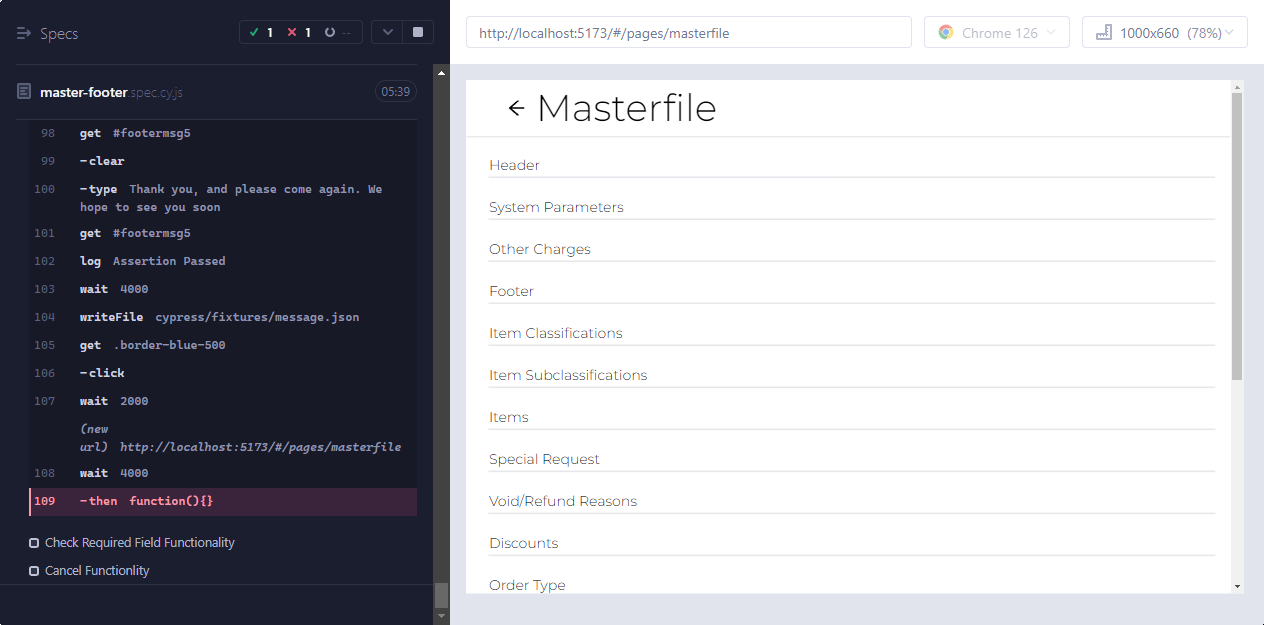 Specs
1
1
--
master-footer.spec.cy.js
05:39
98 get #footermsg5
99 -clear
100 -type Thank you, and please come again. We
hope to see you soon
101 get #footermsg5
102 log Assertion Passed
103 wait 4000
104 writeFile cypress/fixtures/message.json
105 get .border-blue-500
106 -click
107 wait 2000
(new
url) http://localhost:5173/#/pages/masterfile
108 wait 4000
109 -then function(){}
Check Required Field Functionality
Cancel Functionlity
http://localhost:5173/#/pages/masterfile
Chrome 126
1000x660 (78%)
Masterfile
Header
System Parameters
Other Charges
Footer
Item Classifications
Item Subclassifications
Items
Special Request
Void/Refund Reasons
Discounts
Order Type